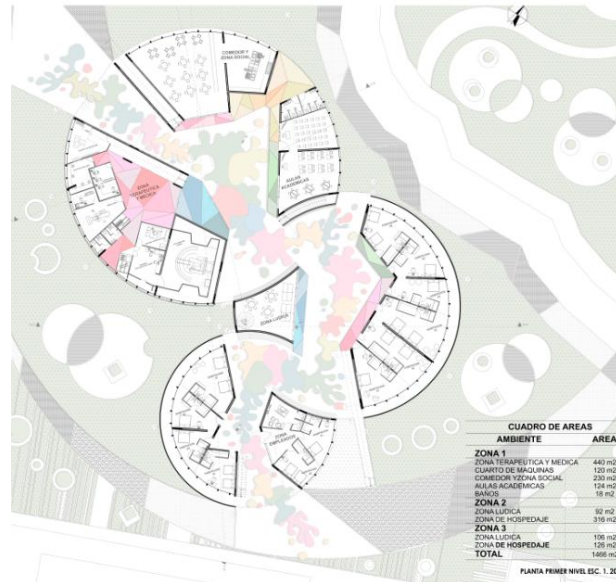 COMEDOR Y
ZONA SOCIAL
AULAS
ACADEMICAS
ZONA
TERAPEUTICA
Y MEDICA
ZONA LUDICA
ZONA
EMPLEADOS
CUADRO DE AREAS
AMBIENTE AREA
ZONA 1
ZONA TERAPEUTICA Y MEDICA 440 m2
CUARTO DE MAQUINAS 120 m2
COMEDOR YZONA SOCIAL 230 m2
AULAS ACADEMICAS 124 m2
BAÑOS 18 m2
ZONA 2
ZONA LUDICA 92 m2
ZONA DE HOSPEDAJE 316 m2
ZONA 3
ZONA LUDICA 106 m2
ZONA DE HOSPEDAJE 126 m2
TOTAL 1466 m2
PLANTA PRIMER NIVEL ESC. 1. 20